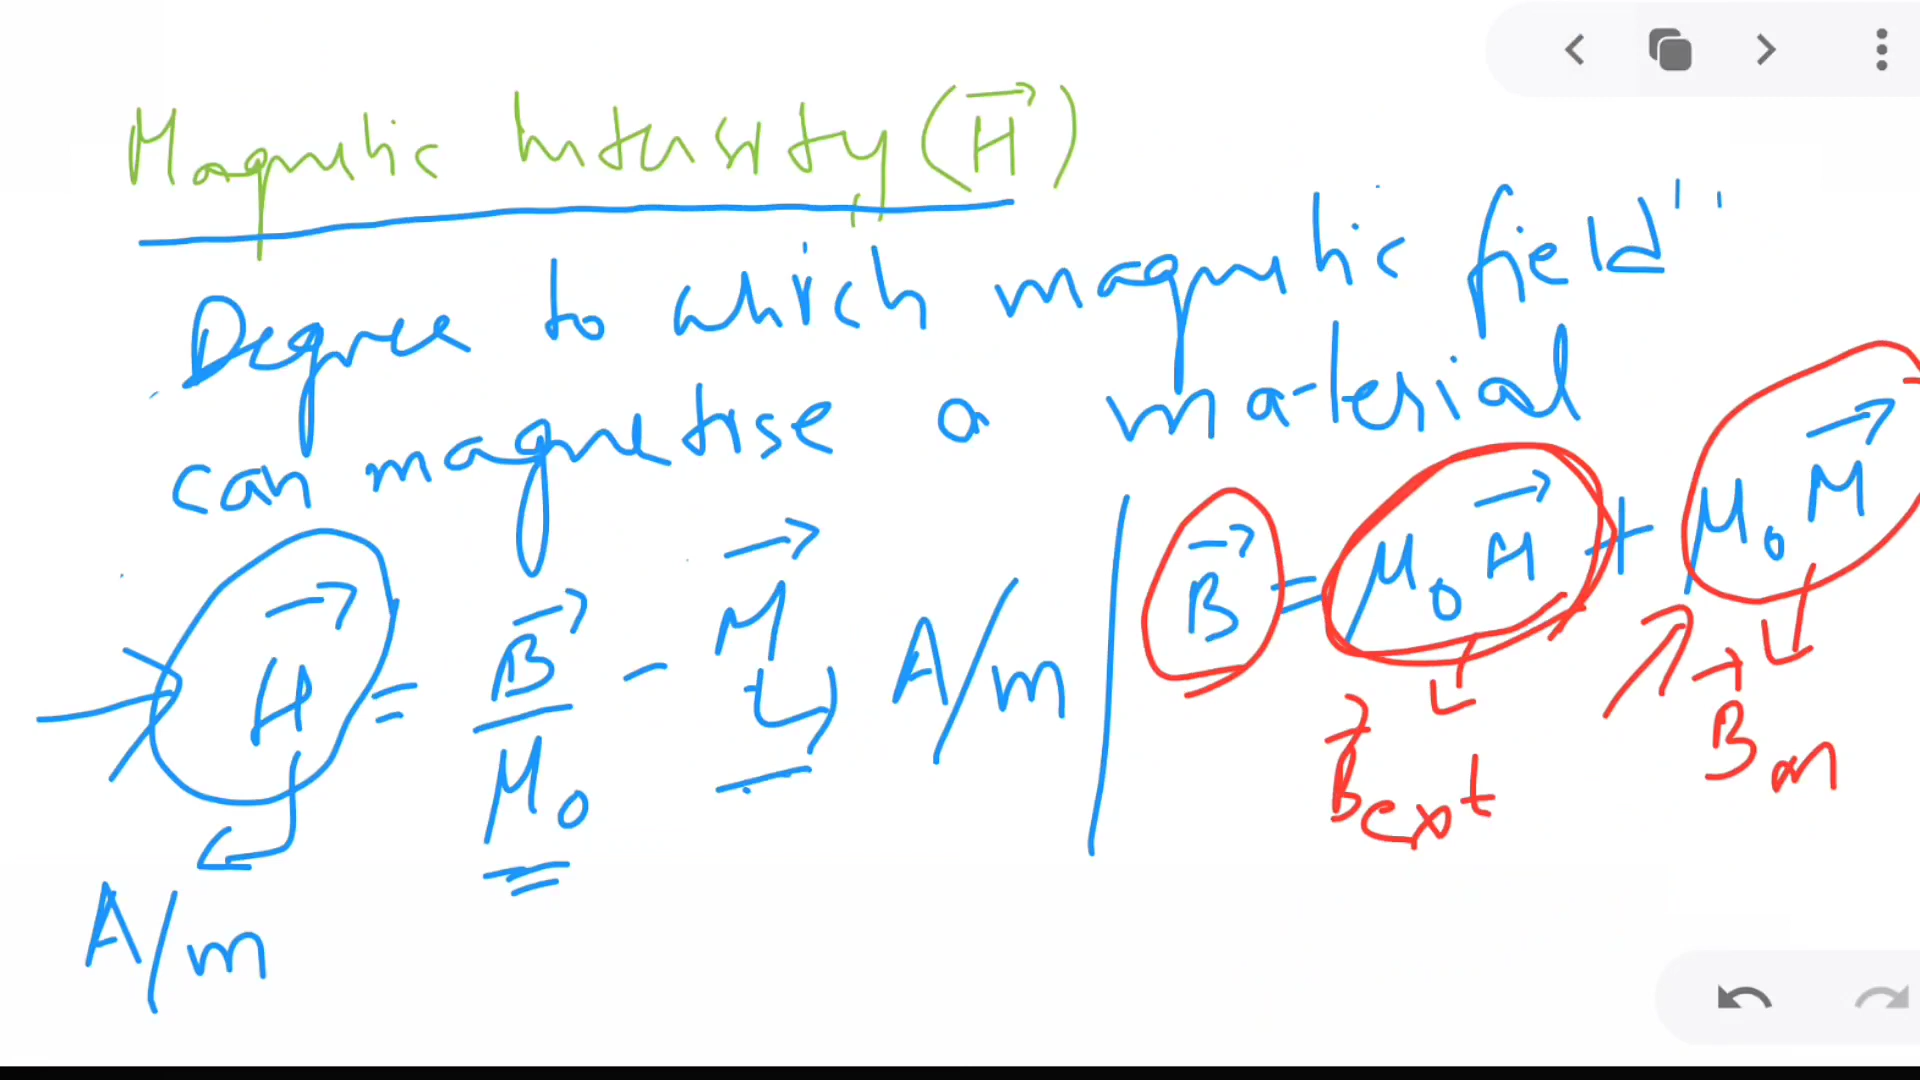 Magnetic Intensity (H⃗)
Degree to which magnetic field"
can magnetise a material
H⃗ = B⃗/μ₀ - M⃗ A/m
A/m
B⃗ = μ₀H⃗ + μ₀M⃗
B⃗ext
B⃗m